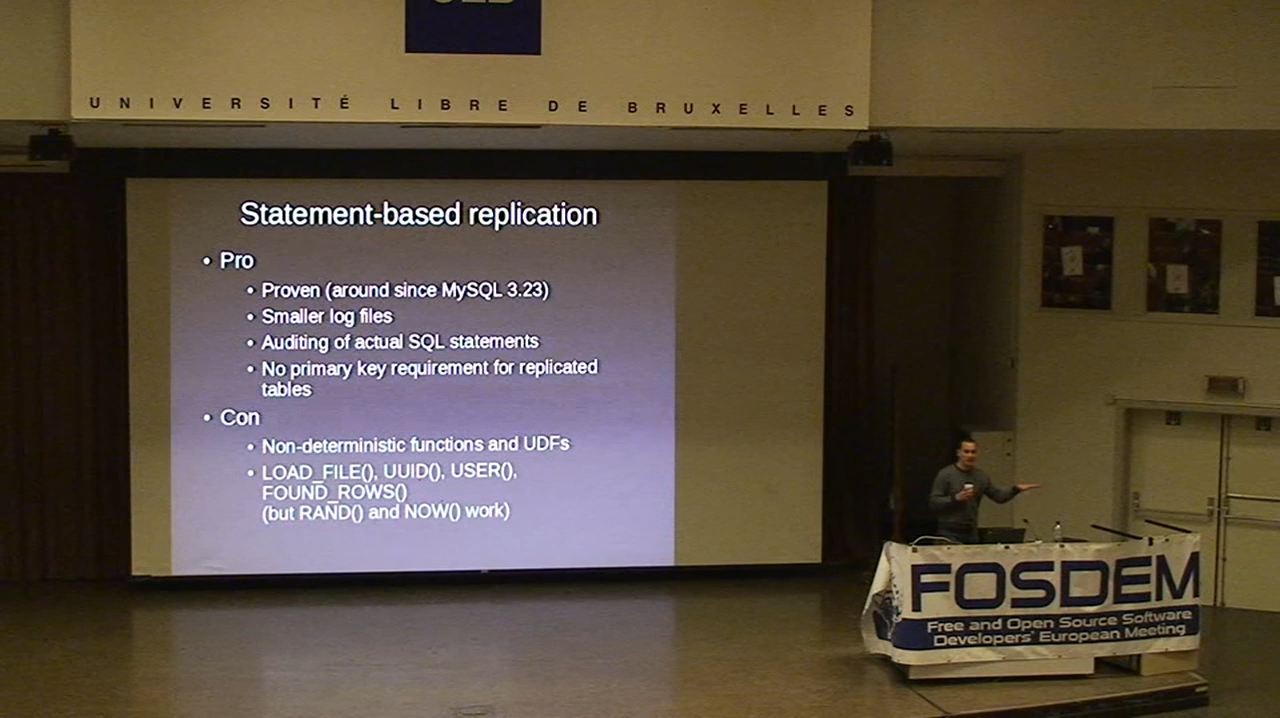 UNIVERSITÉ LIBRE DE BRUXELLES
Statement-based replication
• Pro
• Proven (around since MySQL 3.23)
• Smaller log files
• Auditing of actual SQL statements
• No primary key requirement for replicated
tables
• Con
• Non-deterministic functions and UDFs
• LOAD_FILE(), UUID(), USER(),
FOUND_ROWS()
(but RAND() and NOW() work)
FOSDEM
Free and Open Source Software
Developers' European Meeting